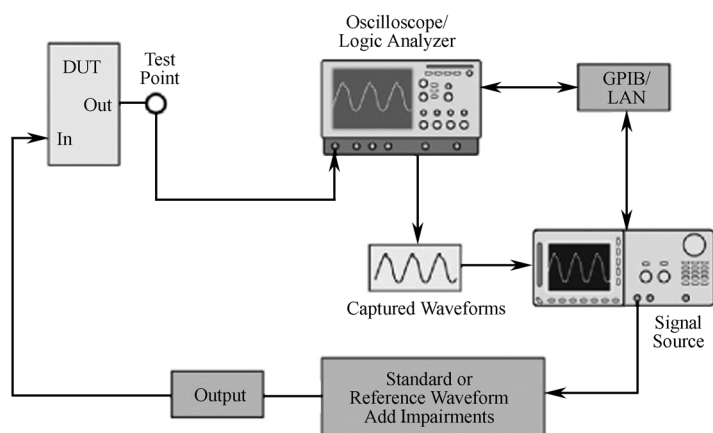 Oscilloscope/
Logic Analyzer
DUT
Out
In
Test
Point
GPIB/
LAN
Captured Waveforms
Signal
Source
Output
Standard or
Reference Waveform
Add Impairments